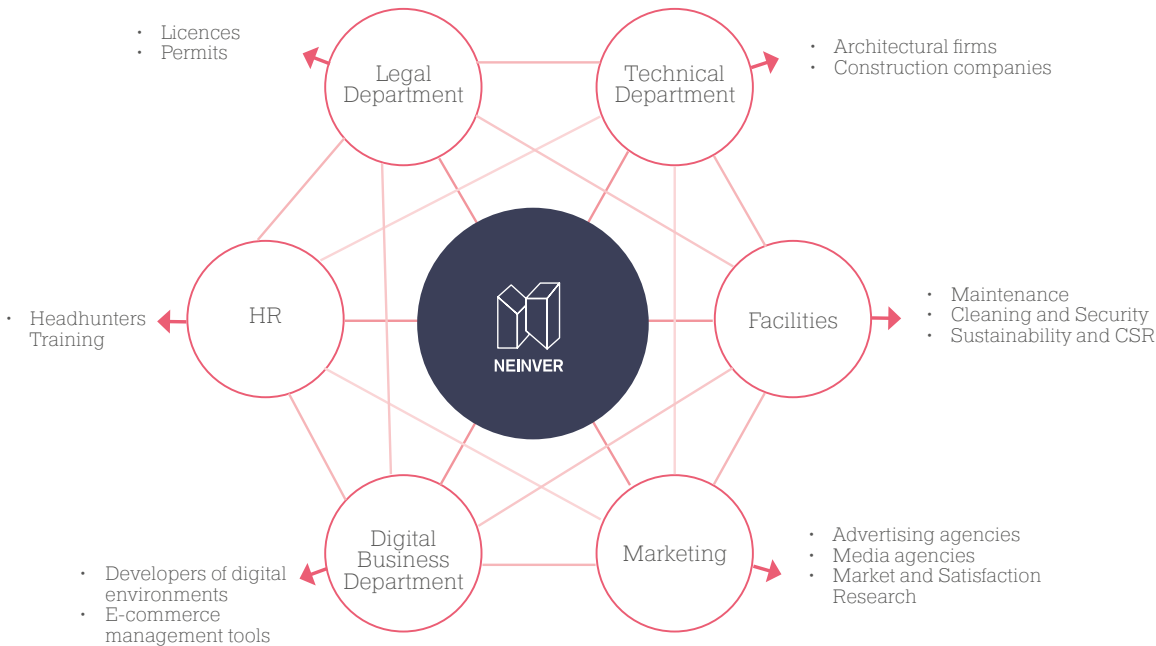 • Licences
• Permits
Legal
Department
Technical
Department
• Architectural firms
• Construction companies
• Headhunters
Training
HR
NEINVER
Facilities
• Maintenance
• Cleaning and Security
• Sustainability and CSR
• Developers of digital
environments
• E-commerce
management tools
Digital
Business
Department
Marketing
• Advertising agencies
• Media agencies
• Market and Satisfaction
Research